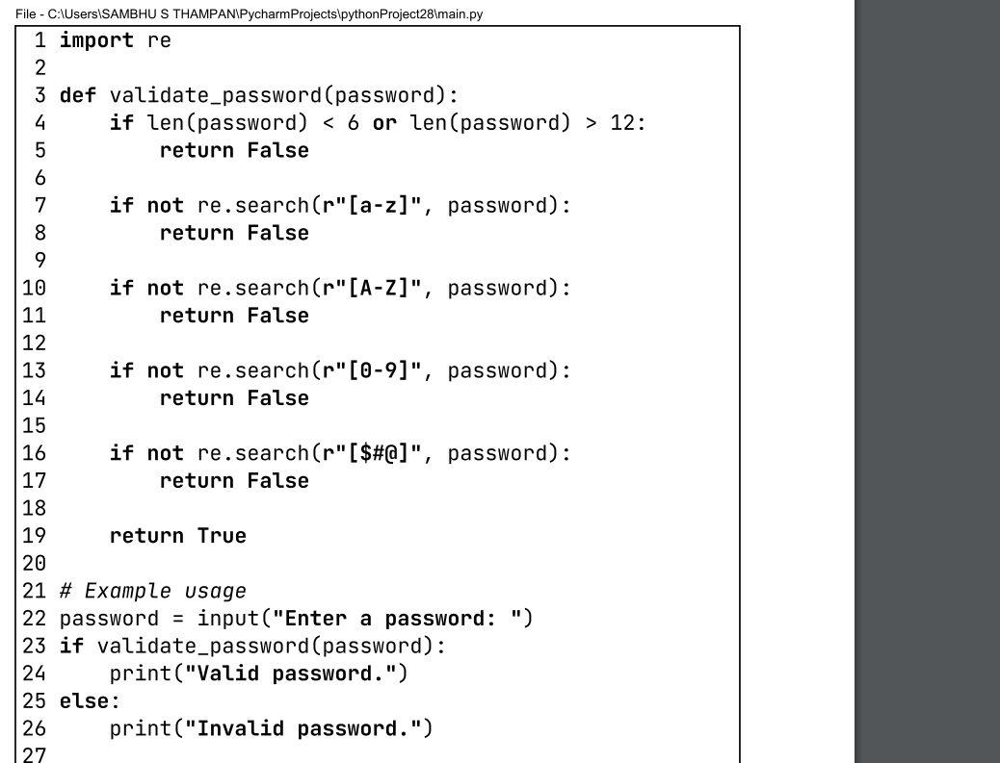 File - C:\Users\SAMBHU S THAMPAN\PycharmProjects\pythonProject28\main.py
1 import re
2
3 def validate_password(password):
4     if len(password) < 6 or len(password) > 12:
5         return False
6
7     if not re.search(r"[a-z]", password):
8         return False
9
10     if not re.search(r"[A-Z]", password):
11         return False
12
13     if not re.search(r"[0-9]", password):
14         return False
15
16     if not re.search(r"[$#@]", password):
17         return False
18
19     return True
20
21 # Example usage
22 password = input("Enter a password: ")
23 if validate_password(password):
24     print("Valid password.")
25 else:
26     print("Invalid password.")
27